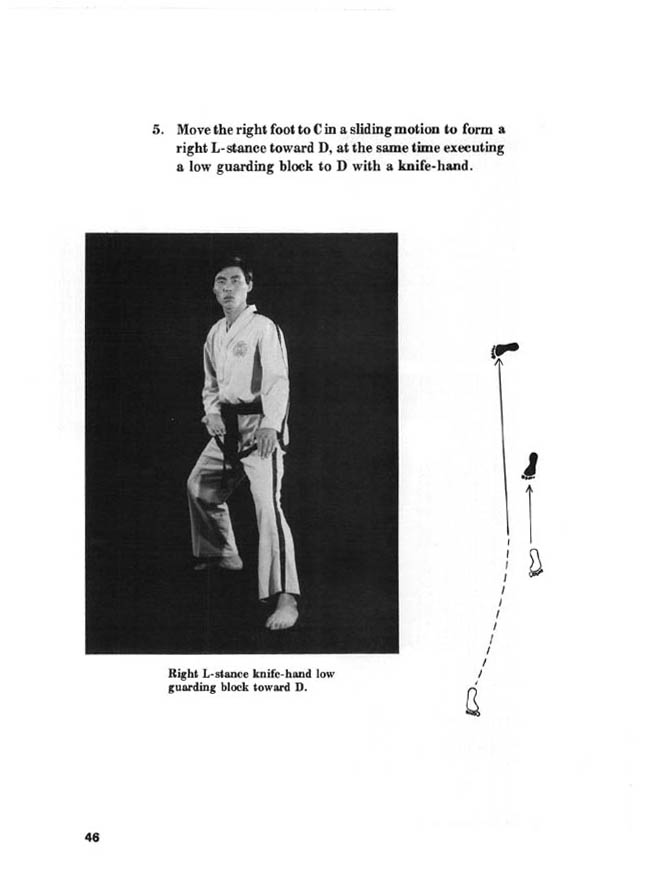 5. Move the right foot to C in a sliding motion to form a
right L-stance toward D, at the same time executing
a low guarding block to D with a knife-hand.
Right L-stance knife-hand low
guarding block toward D.
46